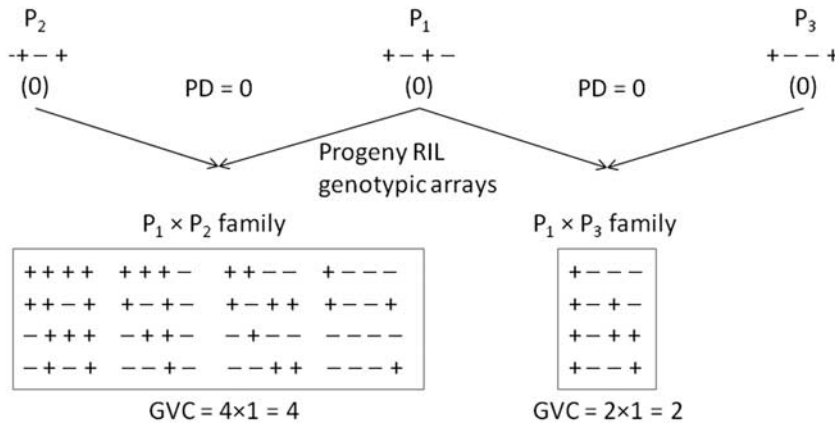 P2 P1 P3
-+−+ +−+− +−−+
(0) PD = 0 (0) PD = 0 (0)
Progeny RIL
genotypic arrays
P1 × P2 family P1 × P3 family
++++ +++− ++−− +−−− +−−−
++−+ +−+− +−++ +−−+ +−+−
−+++ −++− −+−− −−−− +−++
−+−+ −−+− −−++ −−−+ +−−+
GVC = 4×1 = 4 GVC = 2×1 = 2